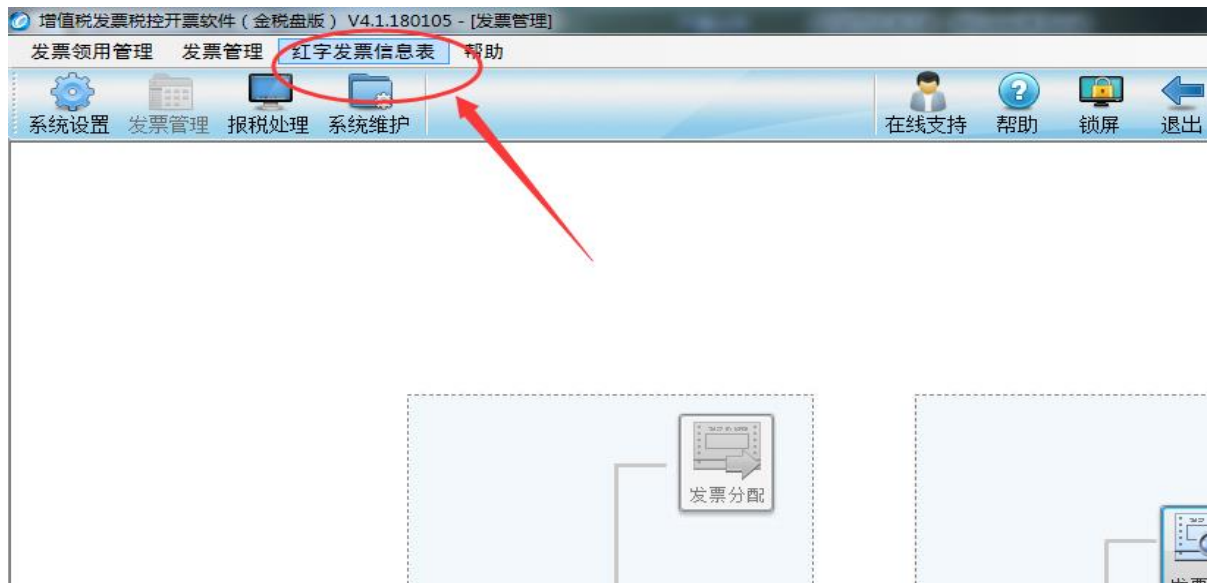 增值税发票税控开票软件（金税盘版） V4.1.180105 - [发票管理]
发票领用管理 发票管理 红字发票信息表 帮助
系统设置 发票管理 报税处理 系统维护 在线支持 帮助 锁屏 退出
发票分配